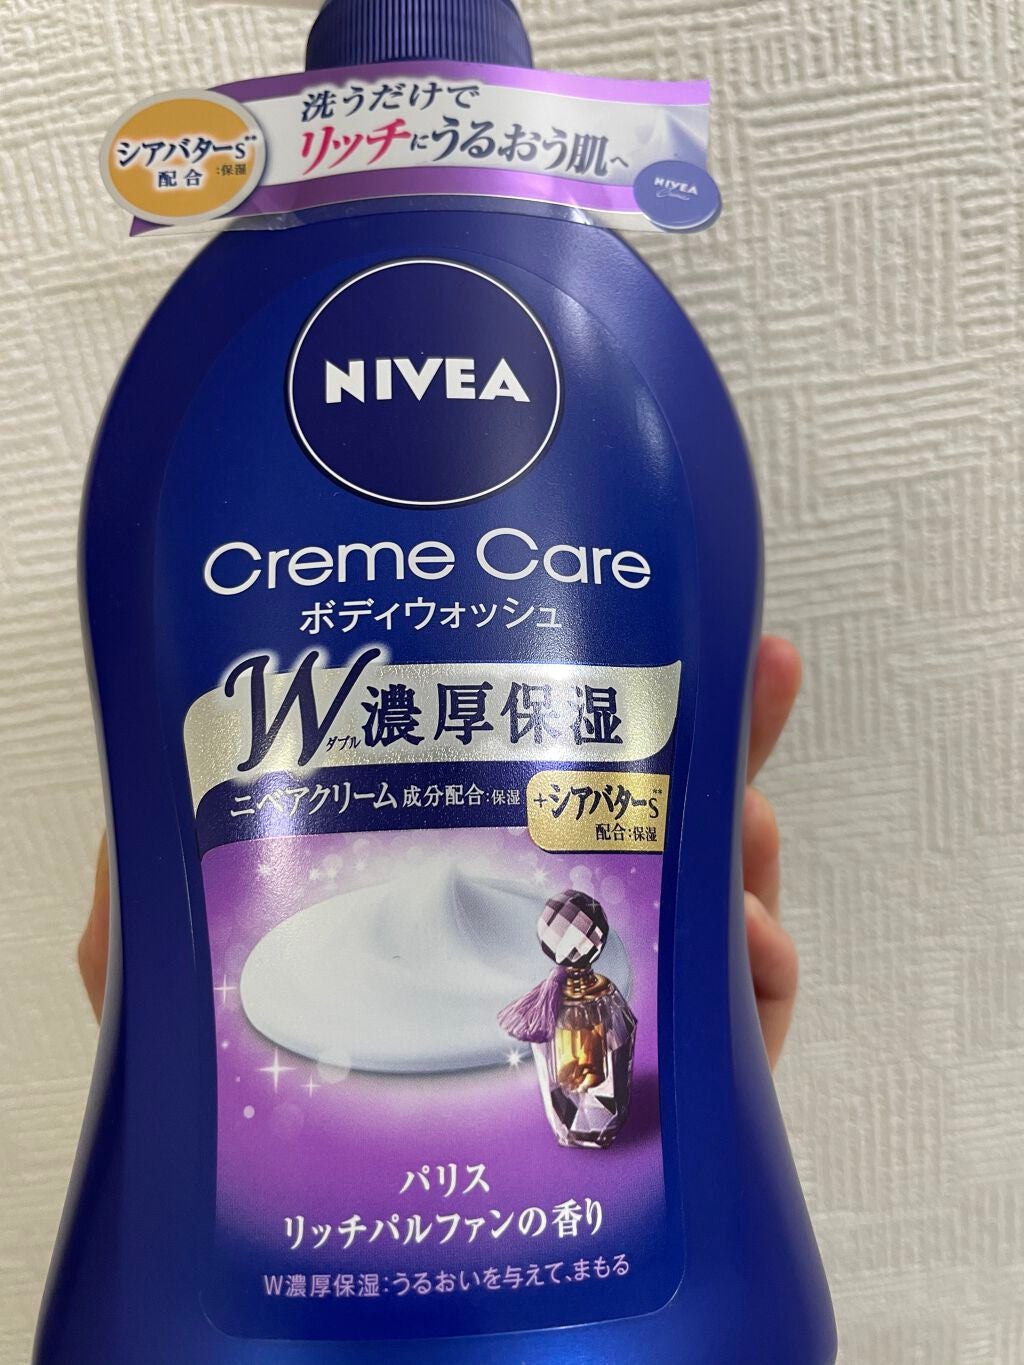 洗うだけで
リッチにうるおう肌へ
シアバターs**
配合:保湿
NIVEA
Creme
NIVEA
Creme Care
ボディウォッシュ
W濃厚保湿
ダブル
ニベアクリーム成分配合:保湿
+シアバターs**
配合:保湿
パリス
リッチパルファンの香り
W濃厚保湿:うるおいを与えて、まもる